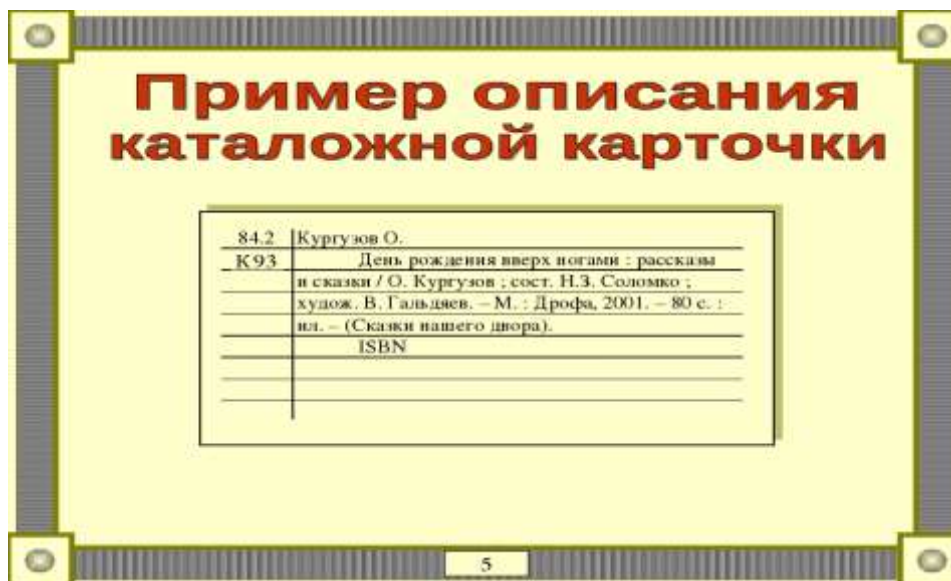 Пример описания
каталожной карточки
84.2 Кургузов О.
К93 День рождения вверх ногами : рассказы
и сказки / О. Кургузов ; сост. Н.З. Соломко ;
худож. В. Гальдяев. – М. : Дрофа, 2001. – 80 с. :
ил. – (Сказки нашего двора).
ISBN
5